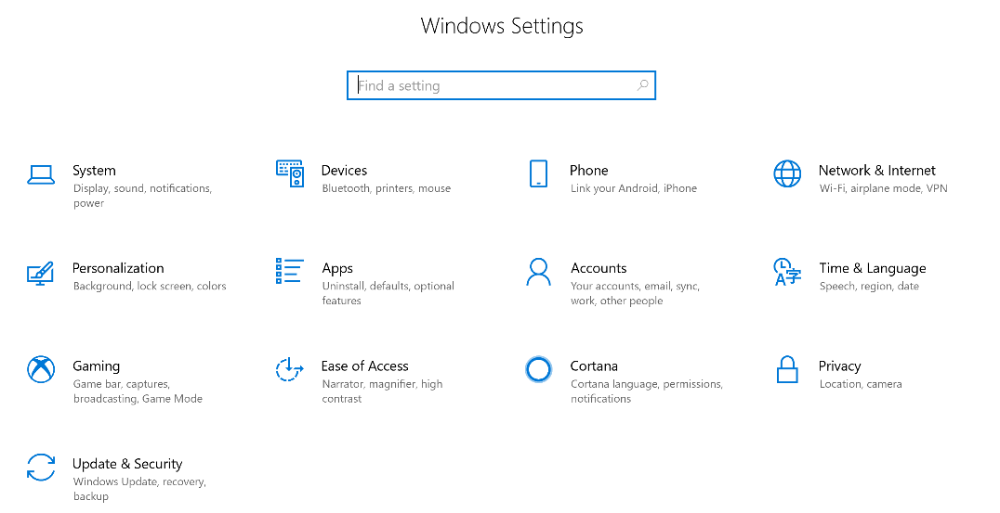 Windows Settings
Find a setting
System
Display, sound, notifications,
power
Devices
Bluetooth, printers, mouse
Phone
Link your Android, iPhone
Network & Internet
Wi-Fi, airplane mode, VPN
Personalization
Background, lock screen, colors
Apps
Uninstall, defaults, optional
features
Accounts
Your accounts, email, sync,
work, other people
Time & Language
Speech, region, date
Gaming
Game bar, captures,
broadcasting, Game Mode
Ease of Access
Narrator, magnifier, high
contrast
Cortana
Cortana language, permissions,
notifications
Privacy
Location, camera
Update & Security
Windows Update, recovery,
backup